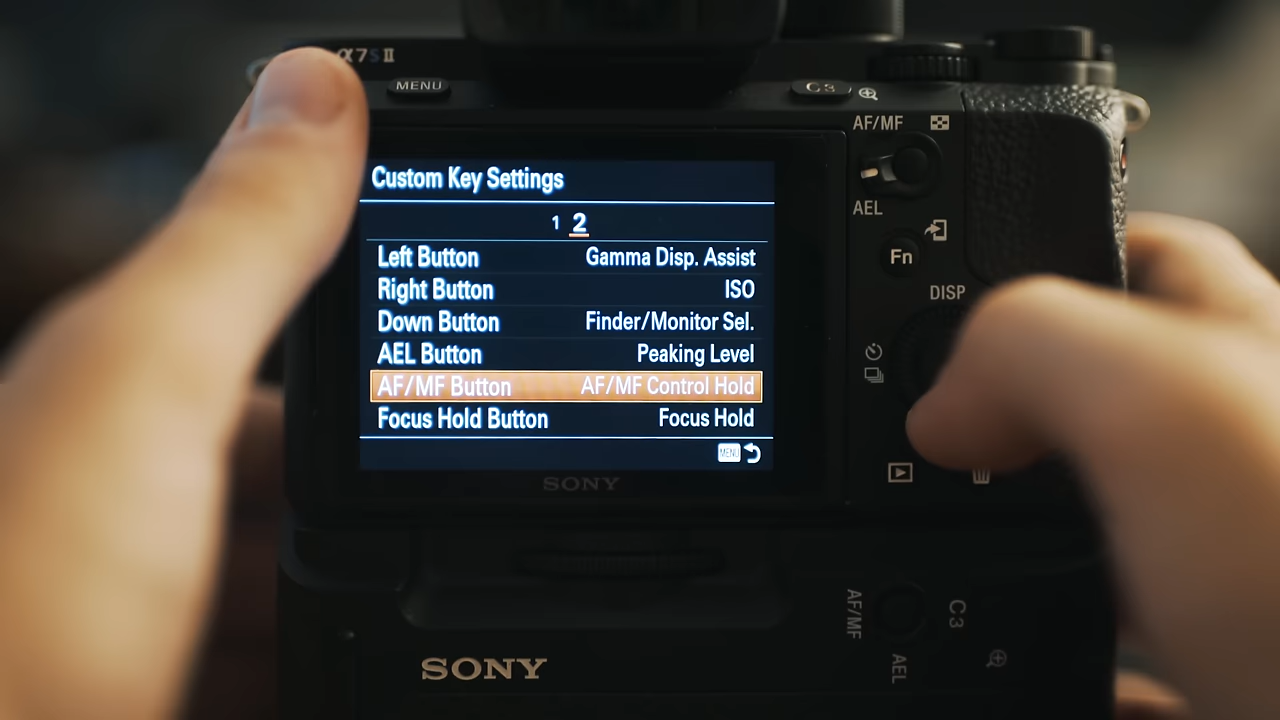 α7SII
MENU
C3
AF/MF
AEL
Fn
DISP
Custom Key Settings
1 2
Left Button Gamma Disp. Assist
Right Button ISO
Down Button Finder/Monitor Sel.
AEL Button Peaking Level
AF/MF Button AF/MF Control Hold
Focus Hold Button Focus Hold
MENU
SONY
AF/MF
C3
AEL
SONY